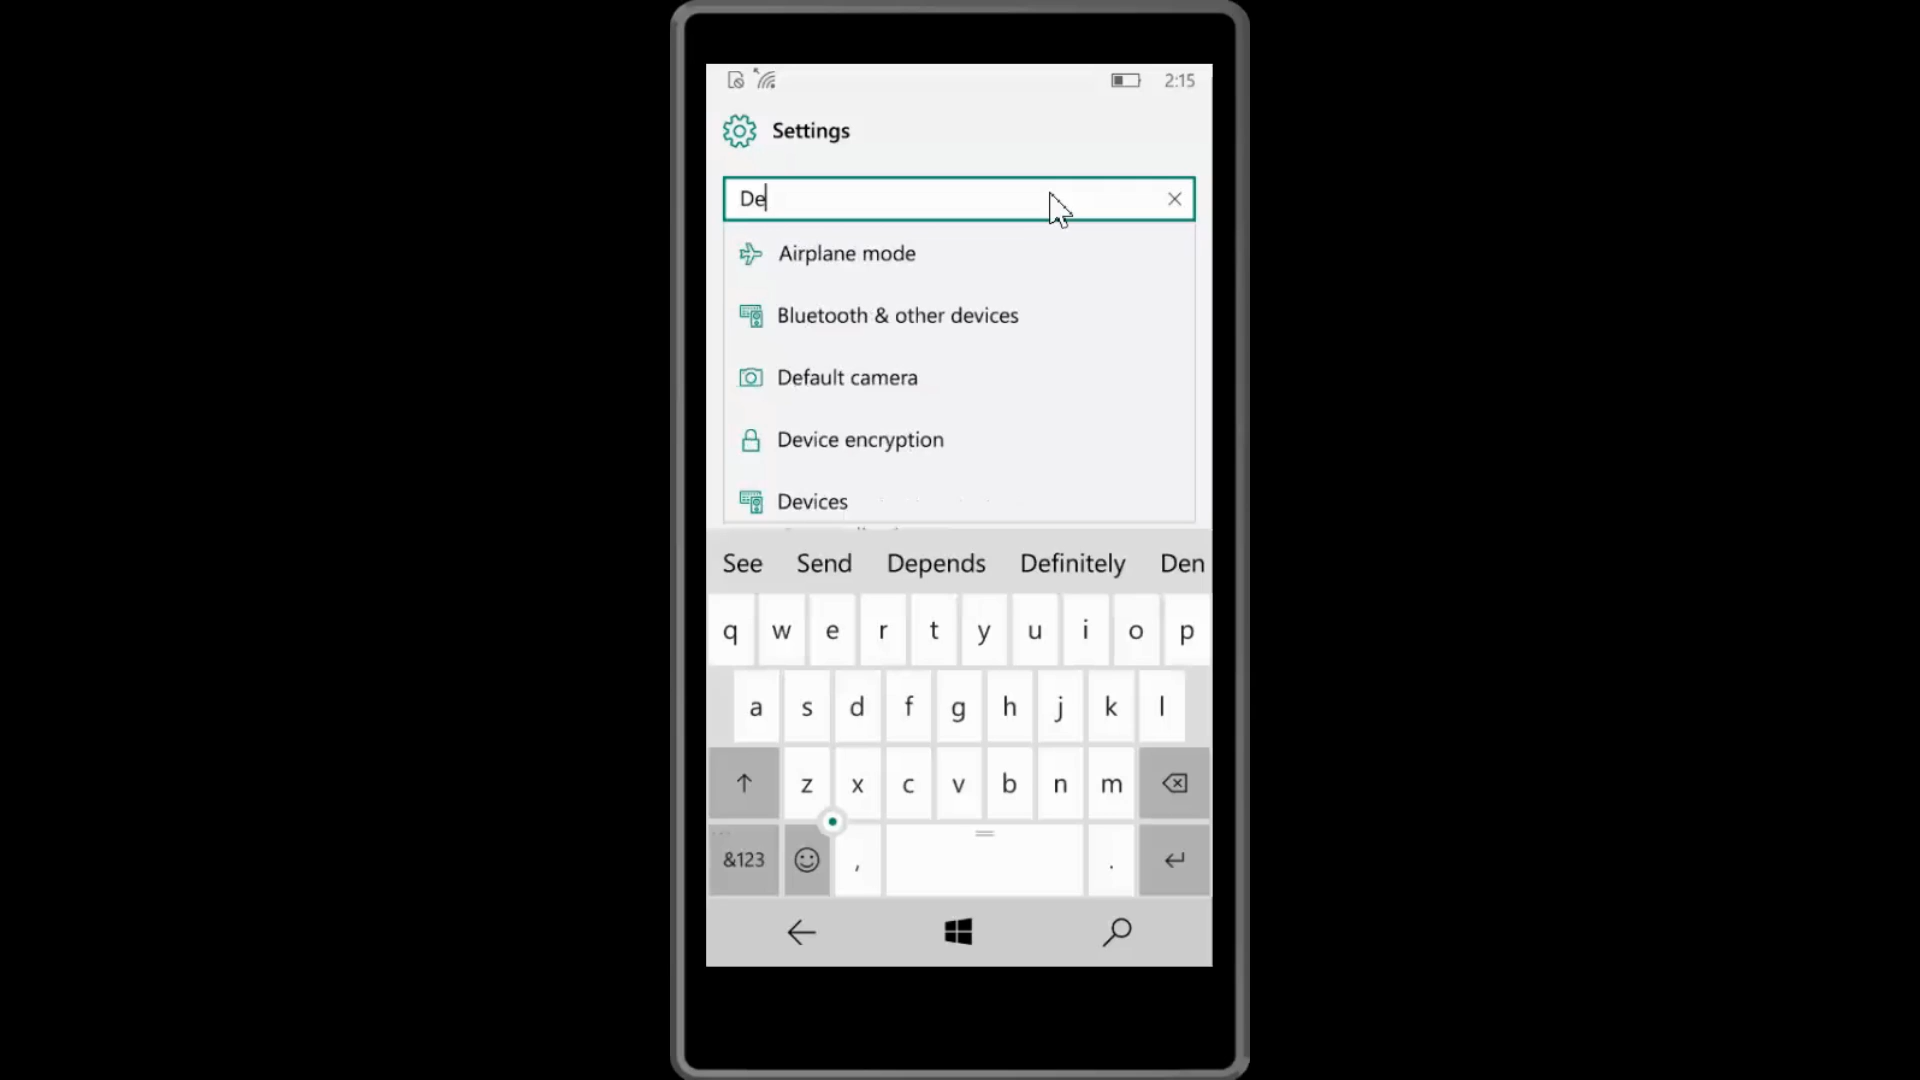 2:15
Settings
De
Airplane mode
Bluetooth & other devices
Default camera
Device encryption
Devices
See Send Depends Definitely Den
q w e r t y u i o p
a s d f g h j k l
z x c v b n m
&123 , .